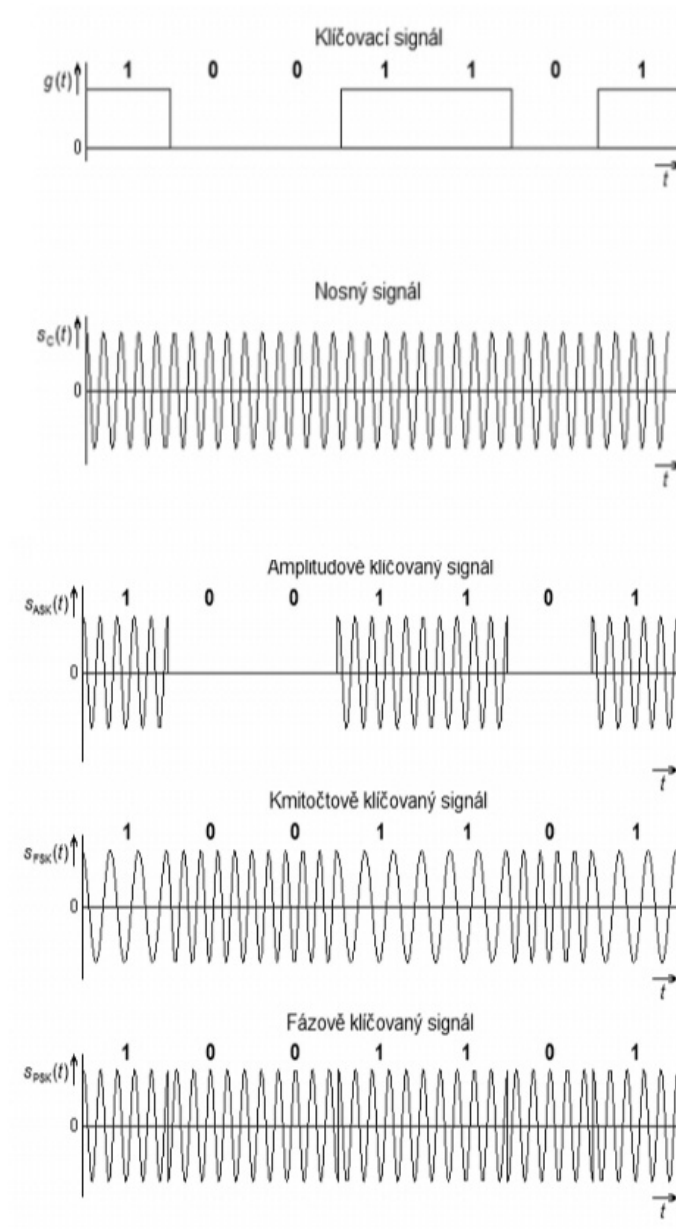 Klíčovací signál
g(t)
1 0 0 1 1 0 1
0
t
Nosný signál
s_C(t)
0
t
Amplitudově klíčovaný signál
s_ASK(t)
1 0 0 1 1 0 1
0
t
Kmitočtově klíčovaný signál
1 0 0 1 1 0 1
s_FSK(t)
0
t
Fázově klíčovaný signál
1 0 0 1 1 0 1
s_PSK(t)
0
t